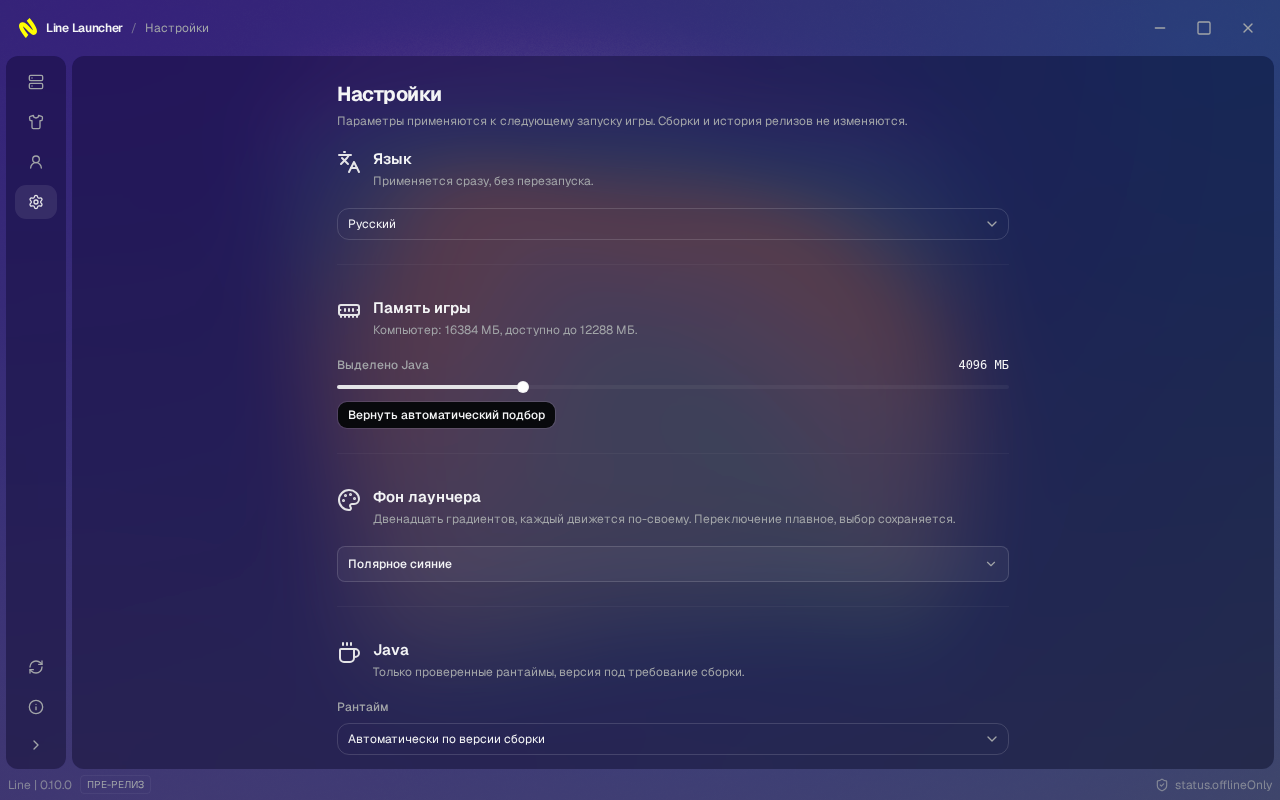 Line Launcher / Настройки
Настройки
Параметры применяются к следующему запуску игры. Сборки и история релизов не изменяются.
Язык
Применяется сразу, без перезапуска.
Русский
Память игры
Компьютер: 16384 МБ, доступно до 12288 МБ.
Выделено Java 4096 МБ
Вернуть автоматический подбор
Фон лаунчера
Двенадцать градиентов, каждый движется по-своему. Переключение плавное, выбор сохраняется.
Полярное сияние
Java
Только проверенные рантаймы, версия под требование сборки.
Рантайм
Автоматически по версии сборки
Line | 0.10.0 ПРЕ-РЕЛИЗ status.offlineOnly